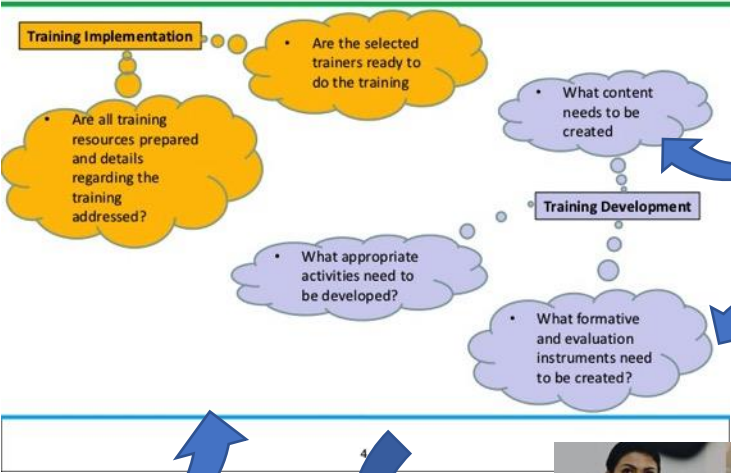 Training Implementation
• Are the selected
trainers ready to
do the training
• Are all training
resources prepared
and details
regarding the
training
addressed?
• What content
needs to be
created
Training Development
• What appropriate
activities need to
be developed?
• What formative
and evaluation
instruments need
to be created?
4